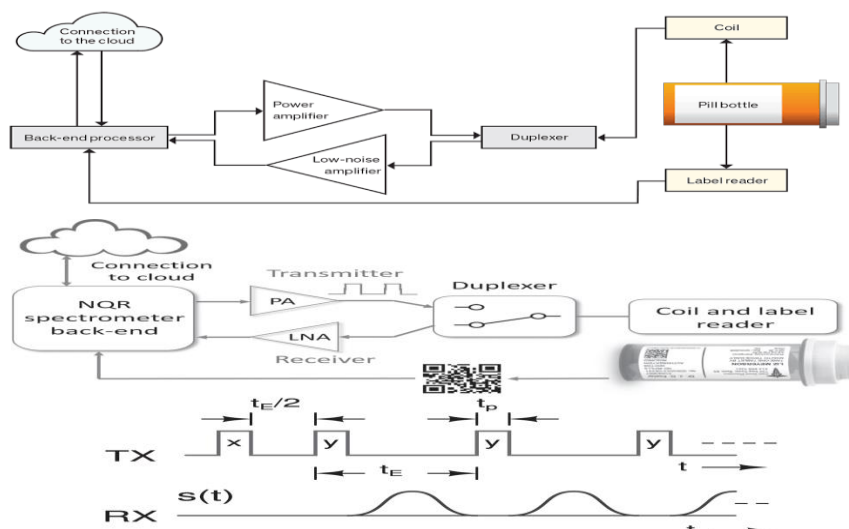 Connection
to the cloud
Coil
Power
amplifier
Pill bottle
Back-end processor
Duplexer
Low-noise
amplifier
Label reader
Connection
to cloud
Transmitter
Duplexer
NQR
spectrometer
back-end
PA
LNA
Coil and label
reader
Receiver
tE/2
tp
TX
x
y
y
y
tE
t
RX
s(t)
t